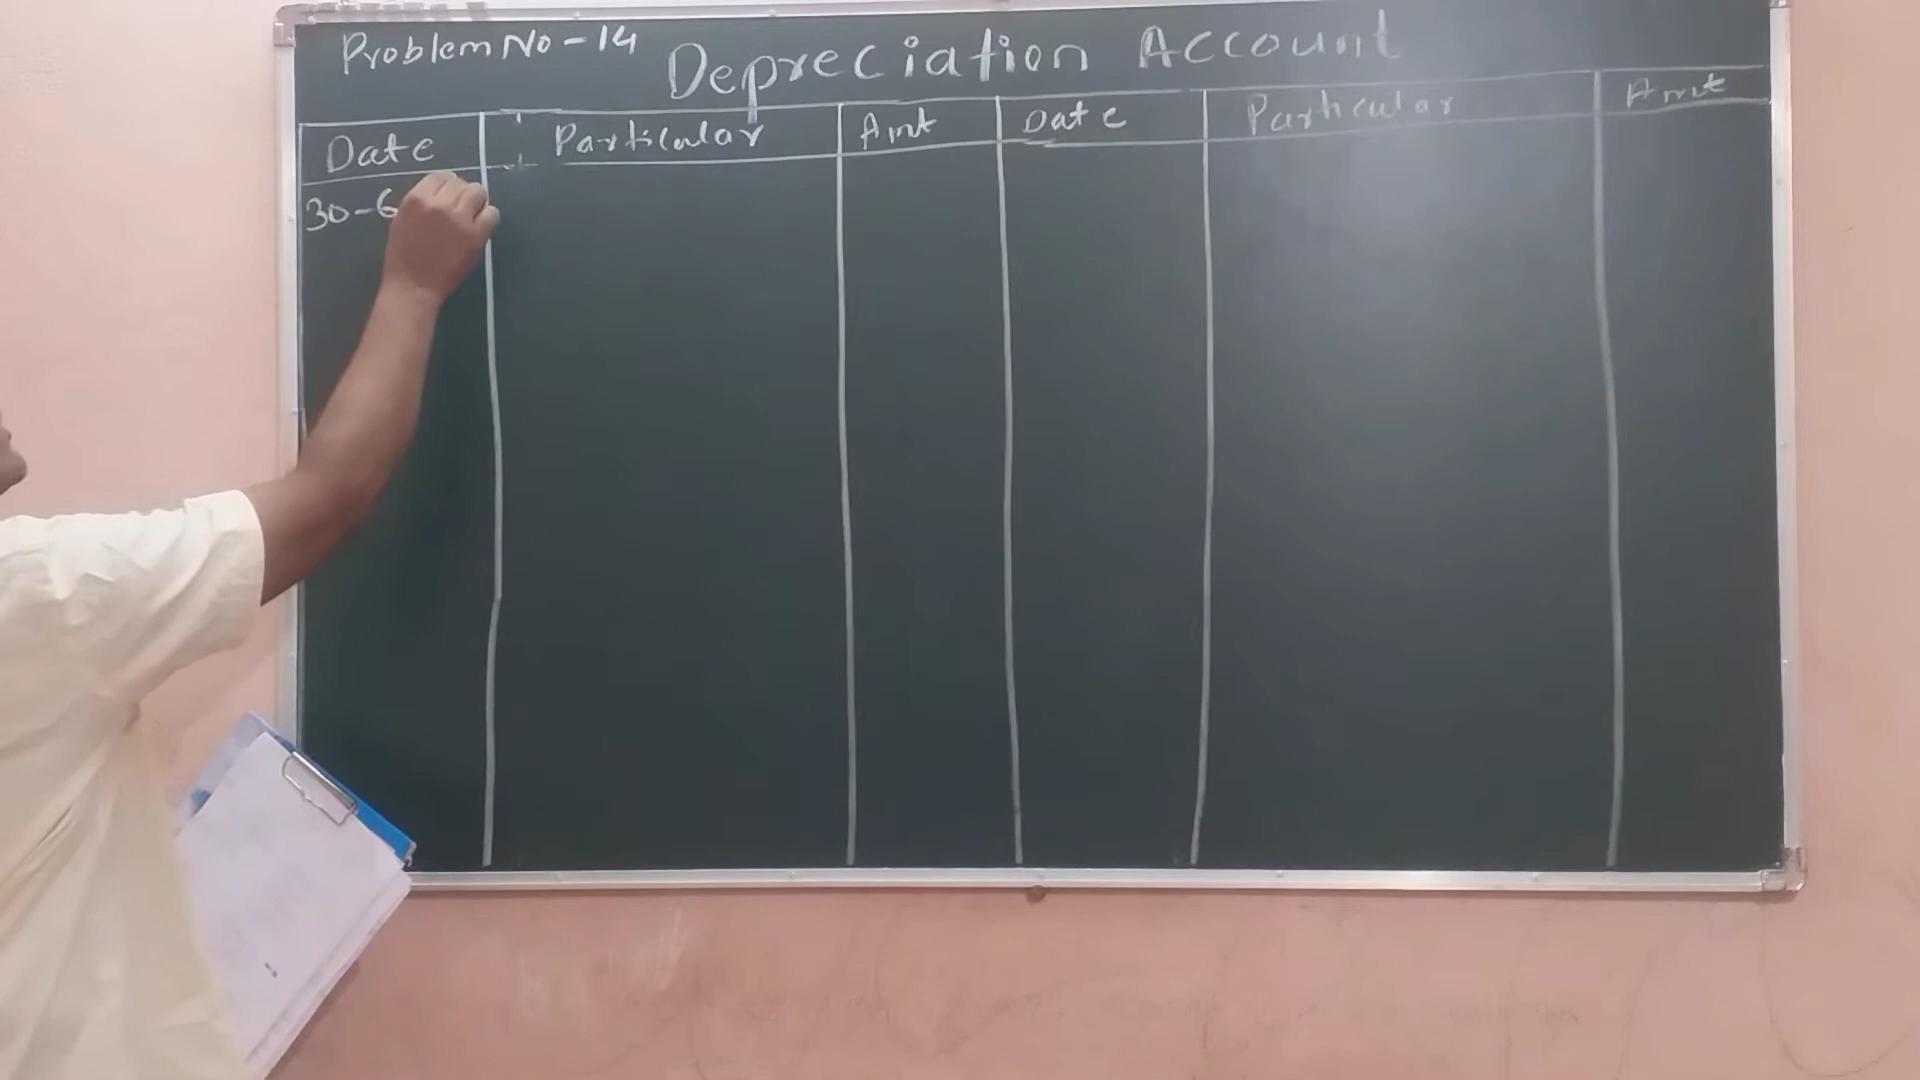 Problem No - 14
Depreciation Account
Date Particular Amt Date Particular Amt
30-6